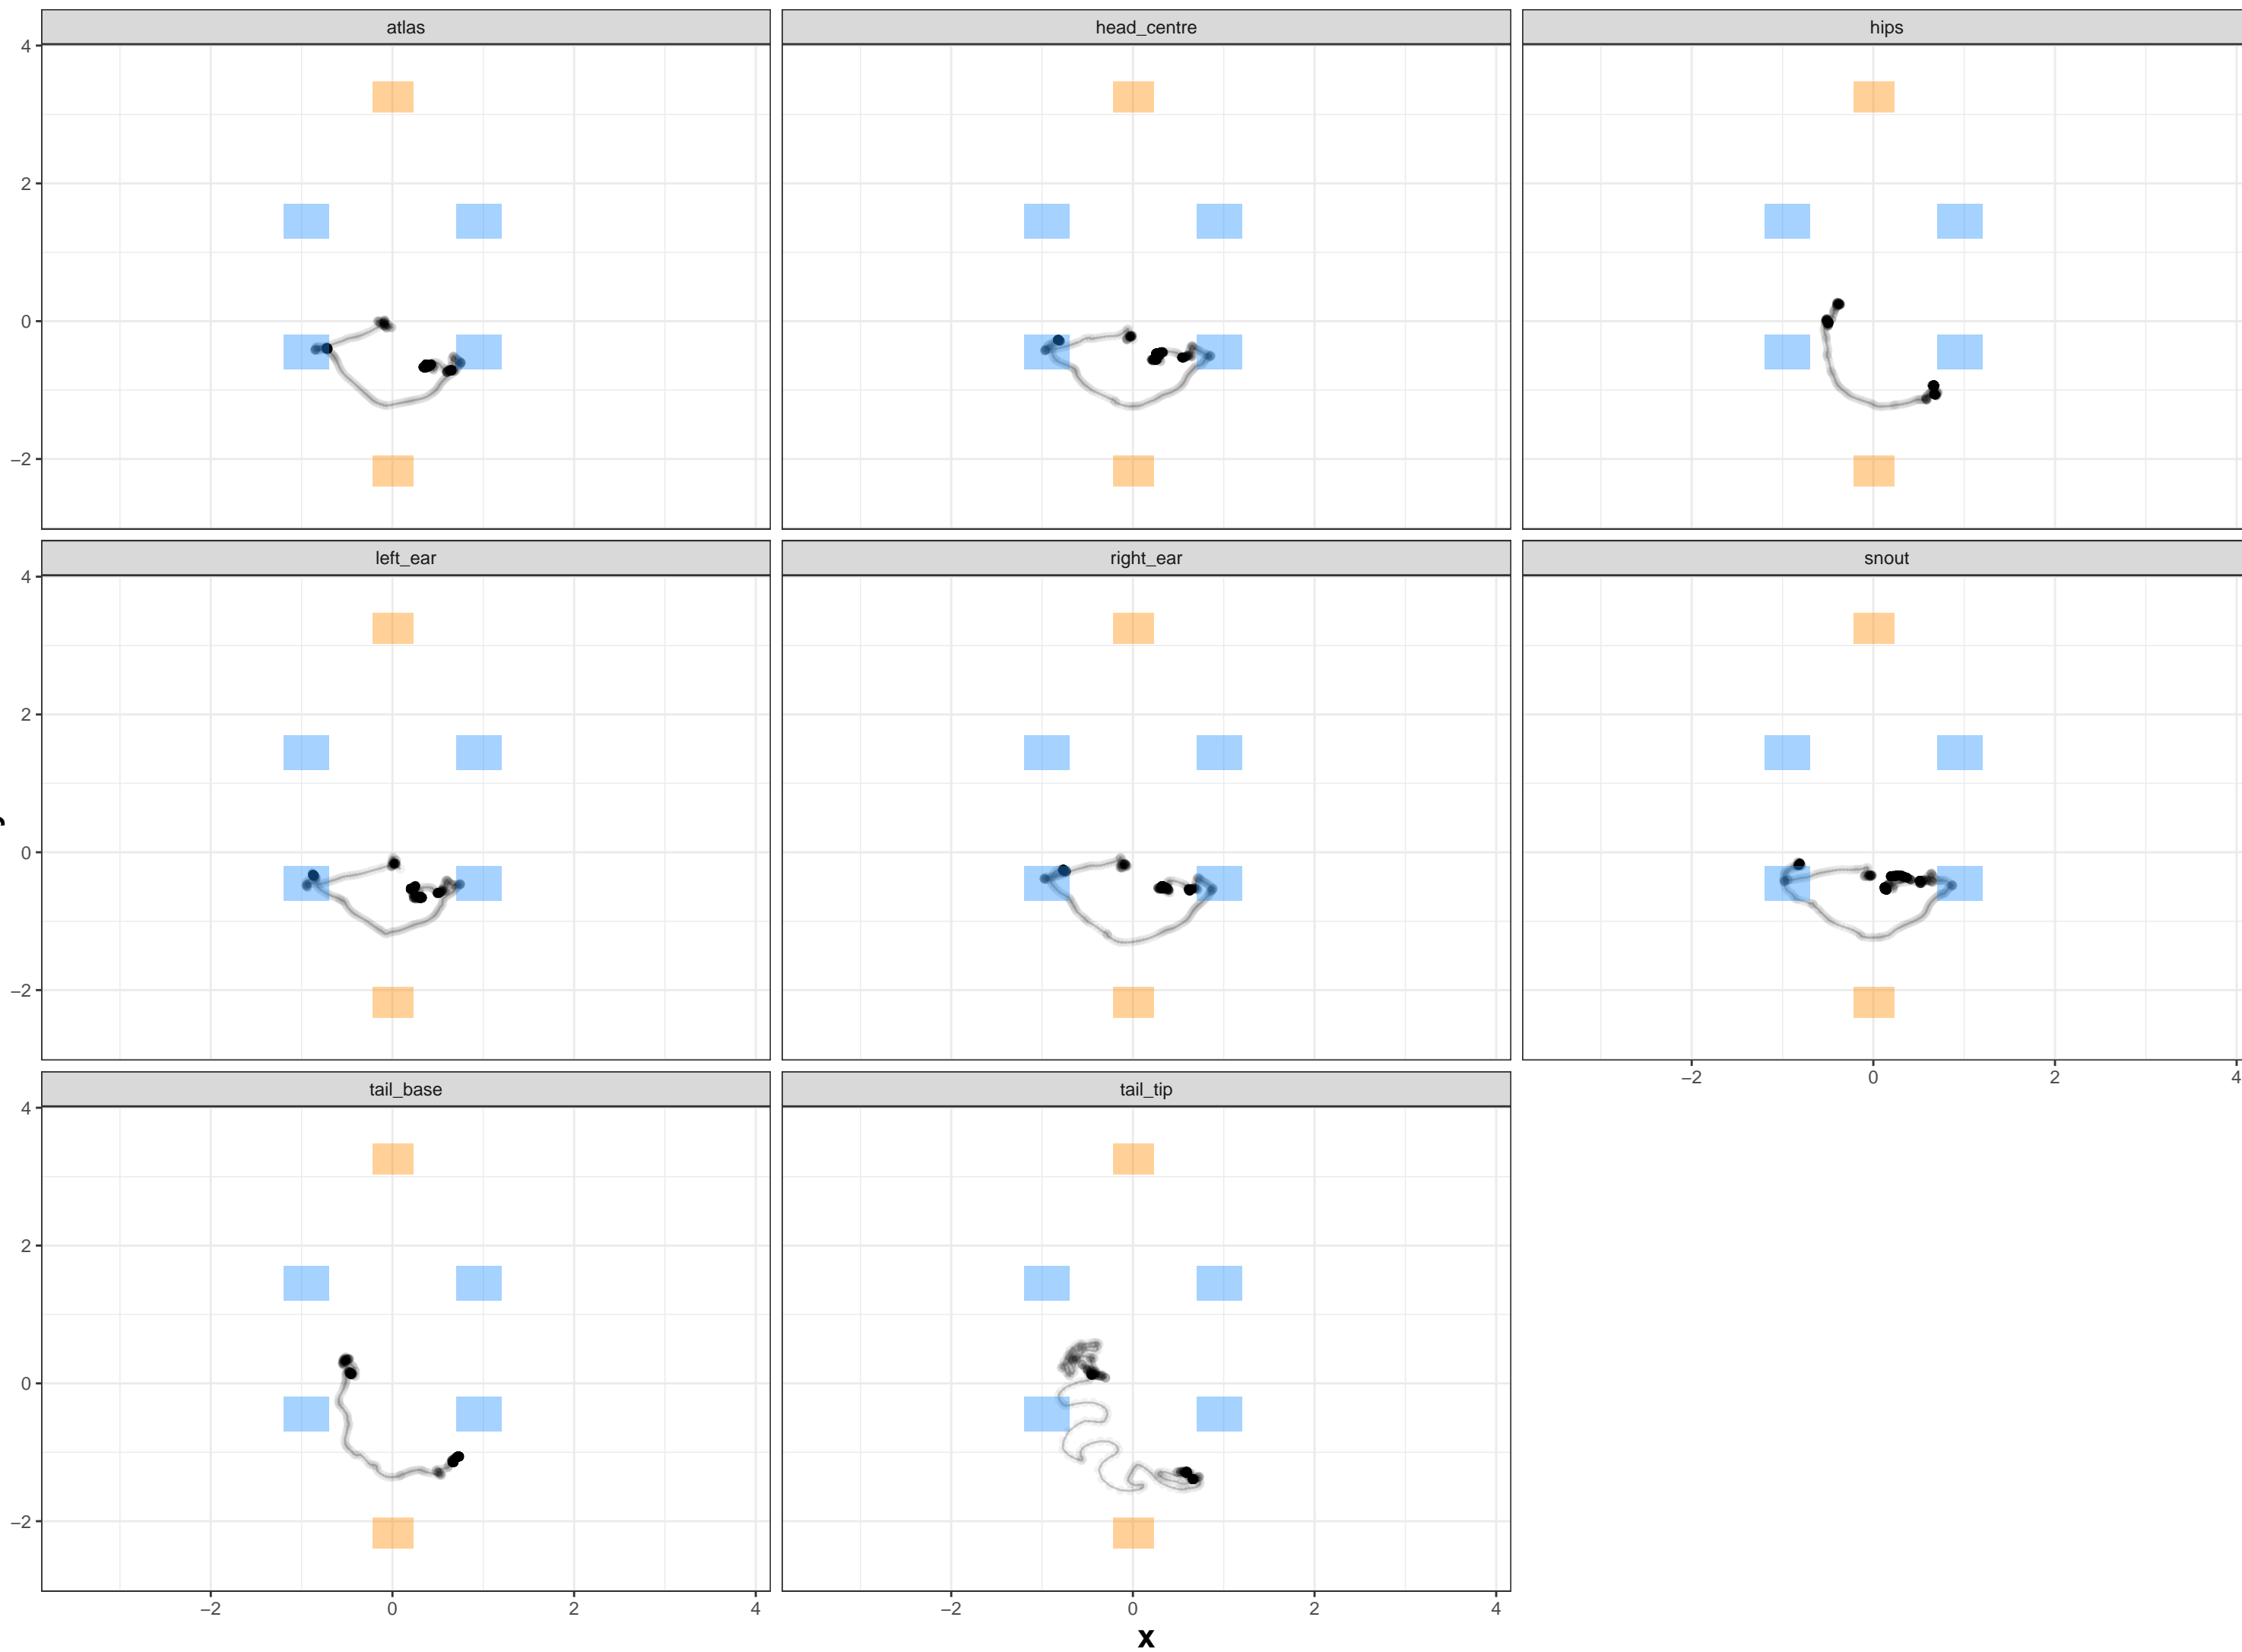 atlas head_centre hips
4
2
0
−2
left_ear right_ear snout
4
2
0
−2
−2 0 2 4
tail_base tail_tip
4
2
0
−2
−2 0 2 4 −2 0 2 4
x